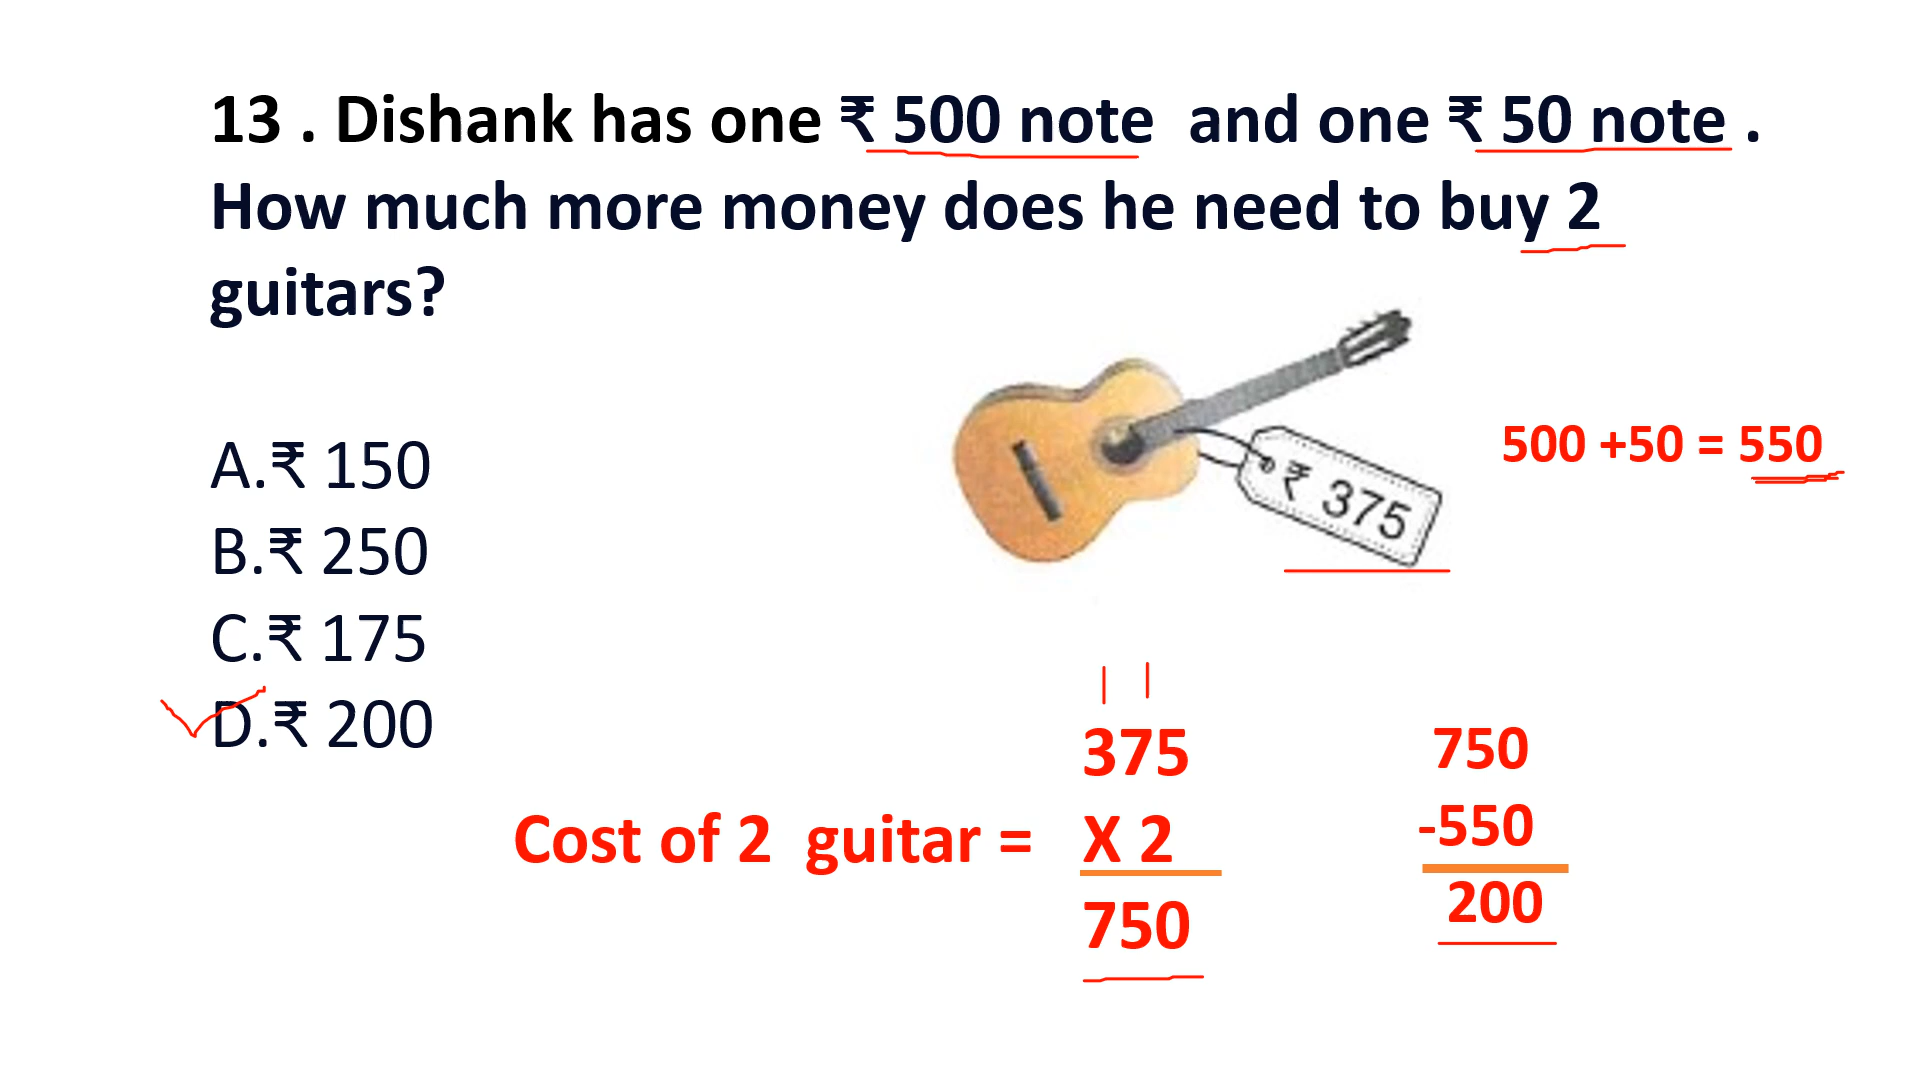 13 . Dishank has one ₹ 500 note  and one ₹ 50 note .
How much more money does he need to buy 2
guitars?
A.₹ 150
B.₹ 250
C.₹ 175
D.₹ 200
₹ 375
500 +50 = 550
| |
375
Cost of 2  guitar = X 2
750
750
-550
200